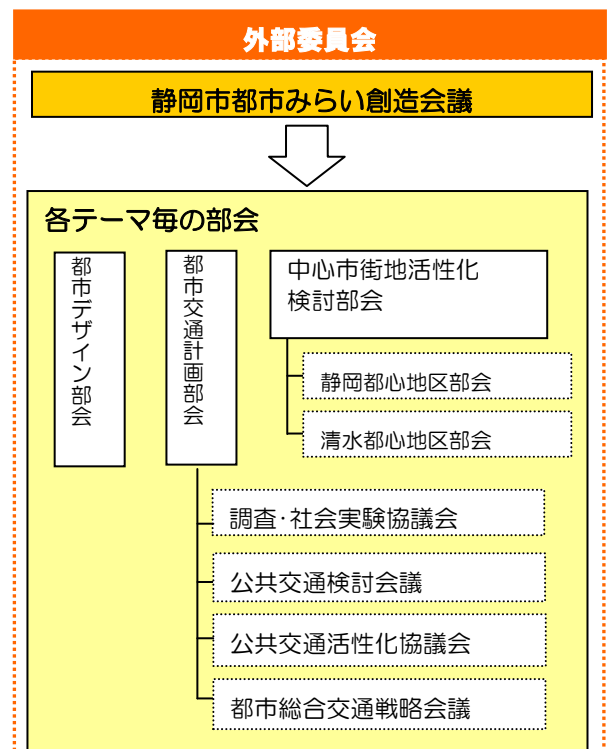 外部委員会
静岡市都市みらい創造会議
各テーマ毎の部会
都市デザイン部会
都市交通計画部会
中心市街地活性化
検討部会
静岡都心地区部会
清水都心地区部会
調査・社会実験協議会
公共交通検討会議
公共交通活性化協議会
都市総合交通戦略会議